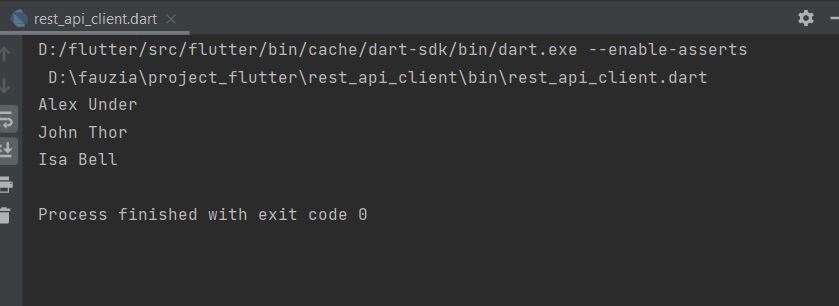 rest_api_client.dart
D:/flutter/src/flutter/bin/cache/dart-sdk/bin/dart.exe --enable-asserts
D:\fauzia\project_flutter\rest_api_client\bin\rest_api_client.dart
Alex Under
John Thor
Isa Bell
Process finished with exit code 0